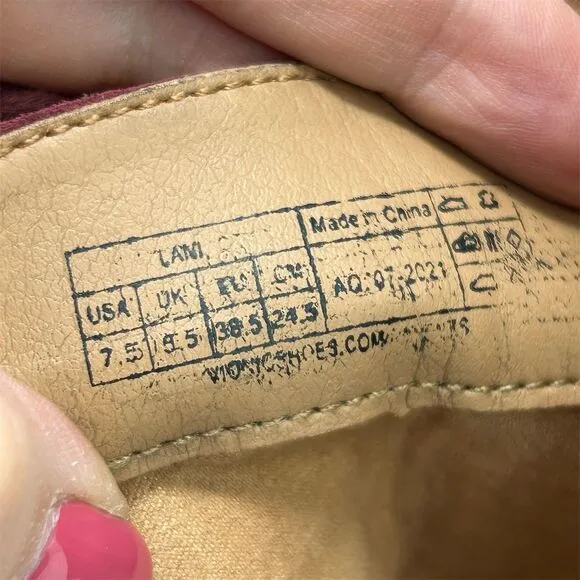 LANI
Made in China
USA UK EU CM
7.5 5.5 38.5 24.5
AQ: 07-2021
VIONICSHOES.COM